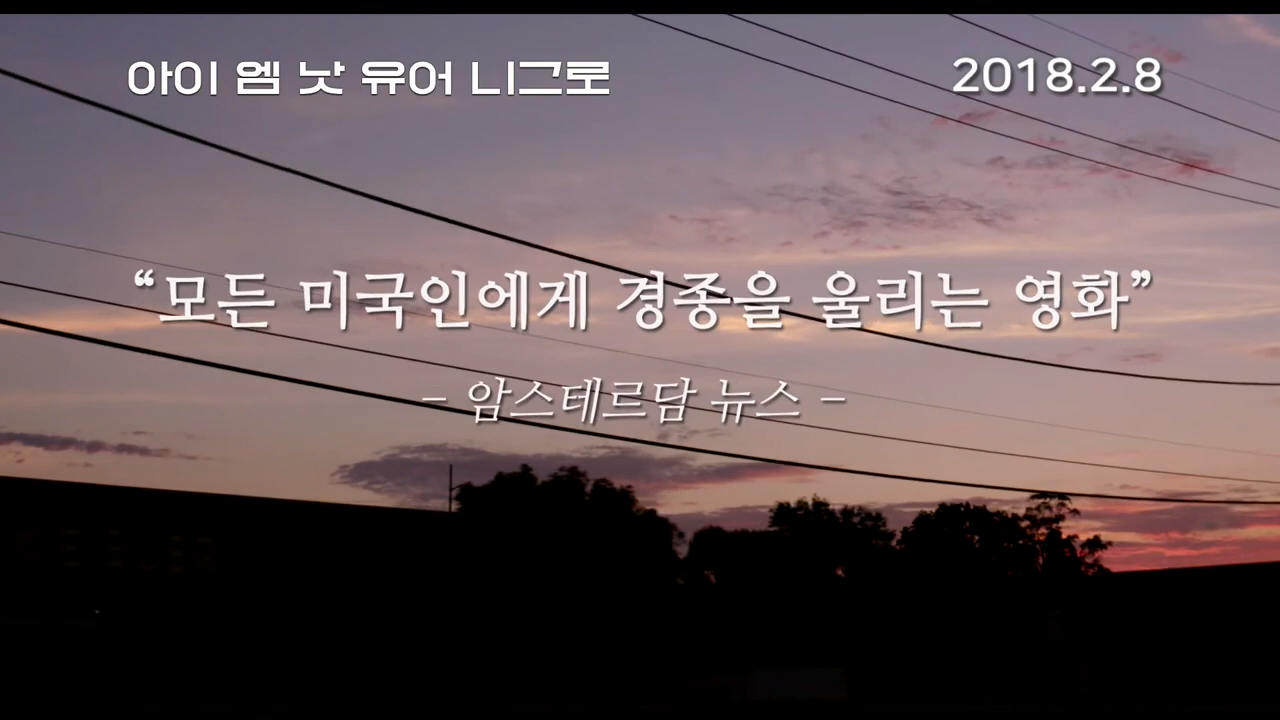 아이 엠 낫 유어 니그로
2018.2.8
“모든 미국인에게 경종을 울리는 영화”
- 암스테르담 뉴스 -